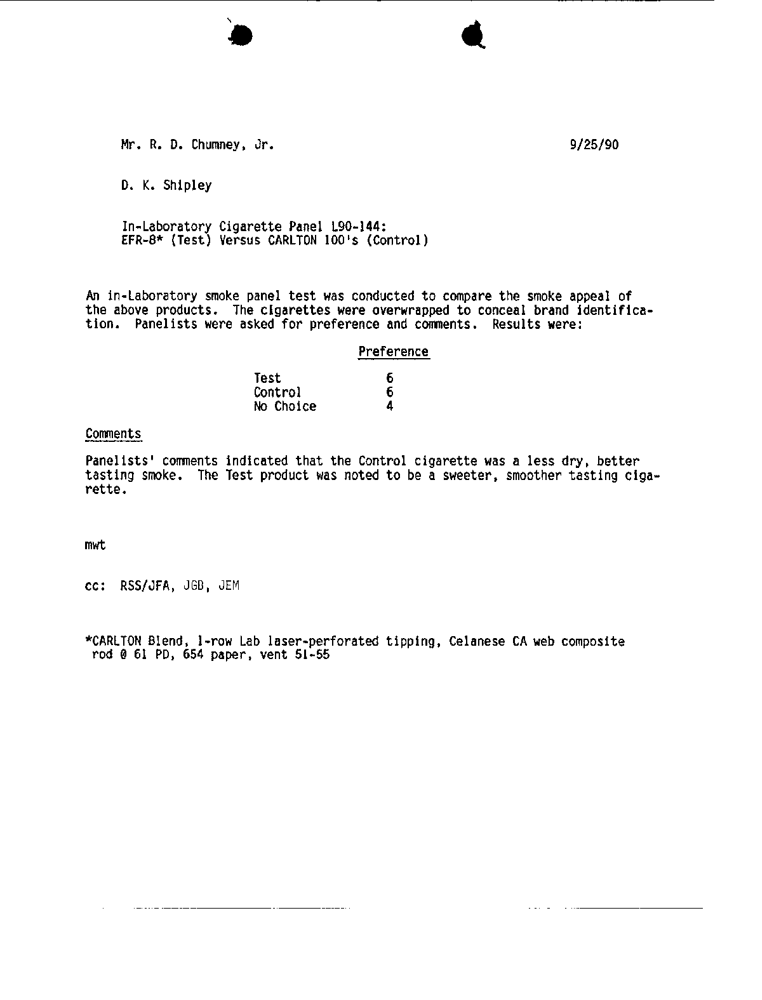 Mr. R. D. Chumney, Jr. 9/25/90
D. K. Shipley
In-Laboratory Cigarette Panel L90-144:
EFR-8* (Test) Versus CARLTON 100's (Control)
An in-Laboratory smoke panel test was conducted to compare the smoke appeal of
the above products. The cigarettes were overwrapped to conceal brand identifica-
tion. Panelists were asked for preference and comments. Results were:
Preference
Test 6
Control 6
No Choice 4
Comments
Panelists' comments indicated that the Control cigarette was a less dry, better
tasting smoke. The Test product was noted to be a sweeter, smoother tasting ciga-
rette.
mwt
cc: RSS/JFA, JGB, JEM
*CARLTON Blend, 1-row Lab laser-perforated tipping, Celanese CA web composite
rod @ 61 PD, 654 paper, vent 51-55